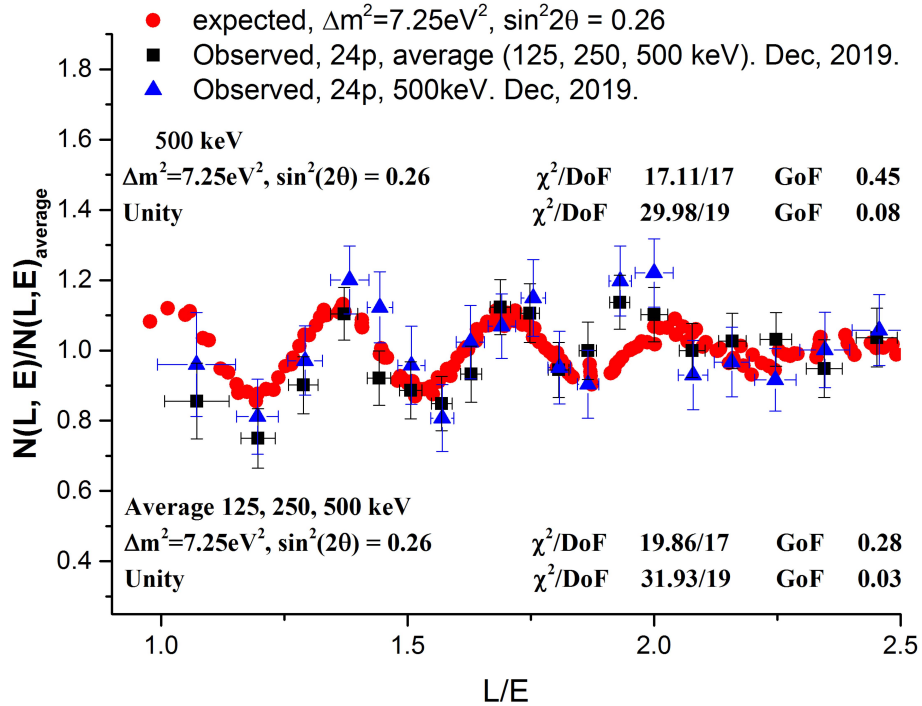 expected, Δm²=7.25eV², sin²2θ = 0.26
Observed, 24p, average (125, 250, 500 keV). Dec, 2019.
Observed, 24p, 500keV. Dec, 2019.
500 keV
Δm²=7.25eV², sin²(2θ) = 0.26 χ²/DoF 17.11/17 GoF 0.45
Unity χ²/DoF 29.98/19 GoF 0.08
Average 125, 250, 500 keV
Δm²=7.25eV², sin²(2θ) = 0.26 χ²/DoF 19.86/17 GoF 0.28
Unity χ²/DoF 31.93/19 GoF 0.03
N(L, E)/N(L,E)average
1.8
1.6
1.4
1.2
1.0
0.8
0.6
0.4
1.0 1.5 2.0 2.5
L/E